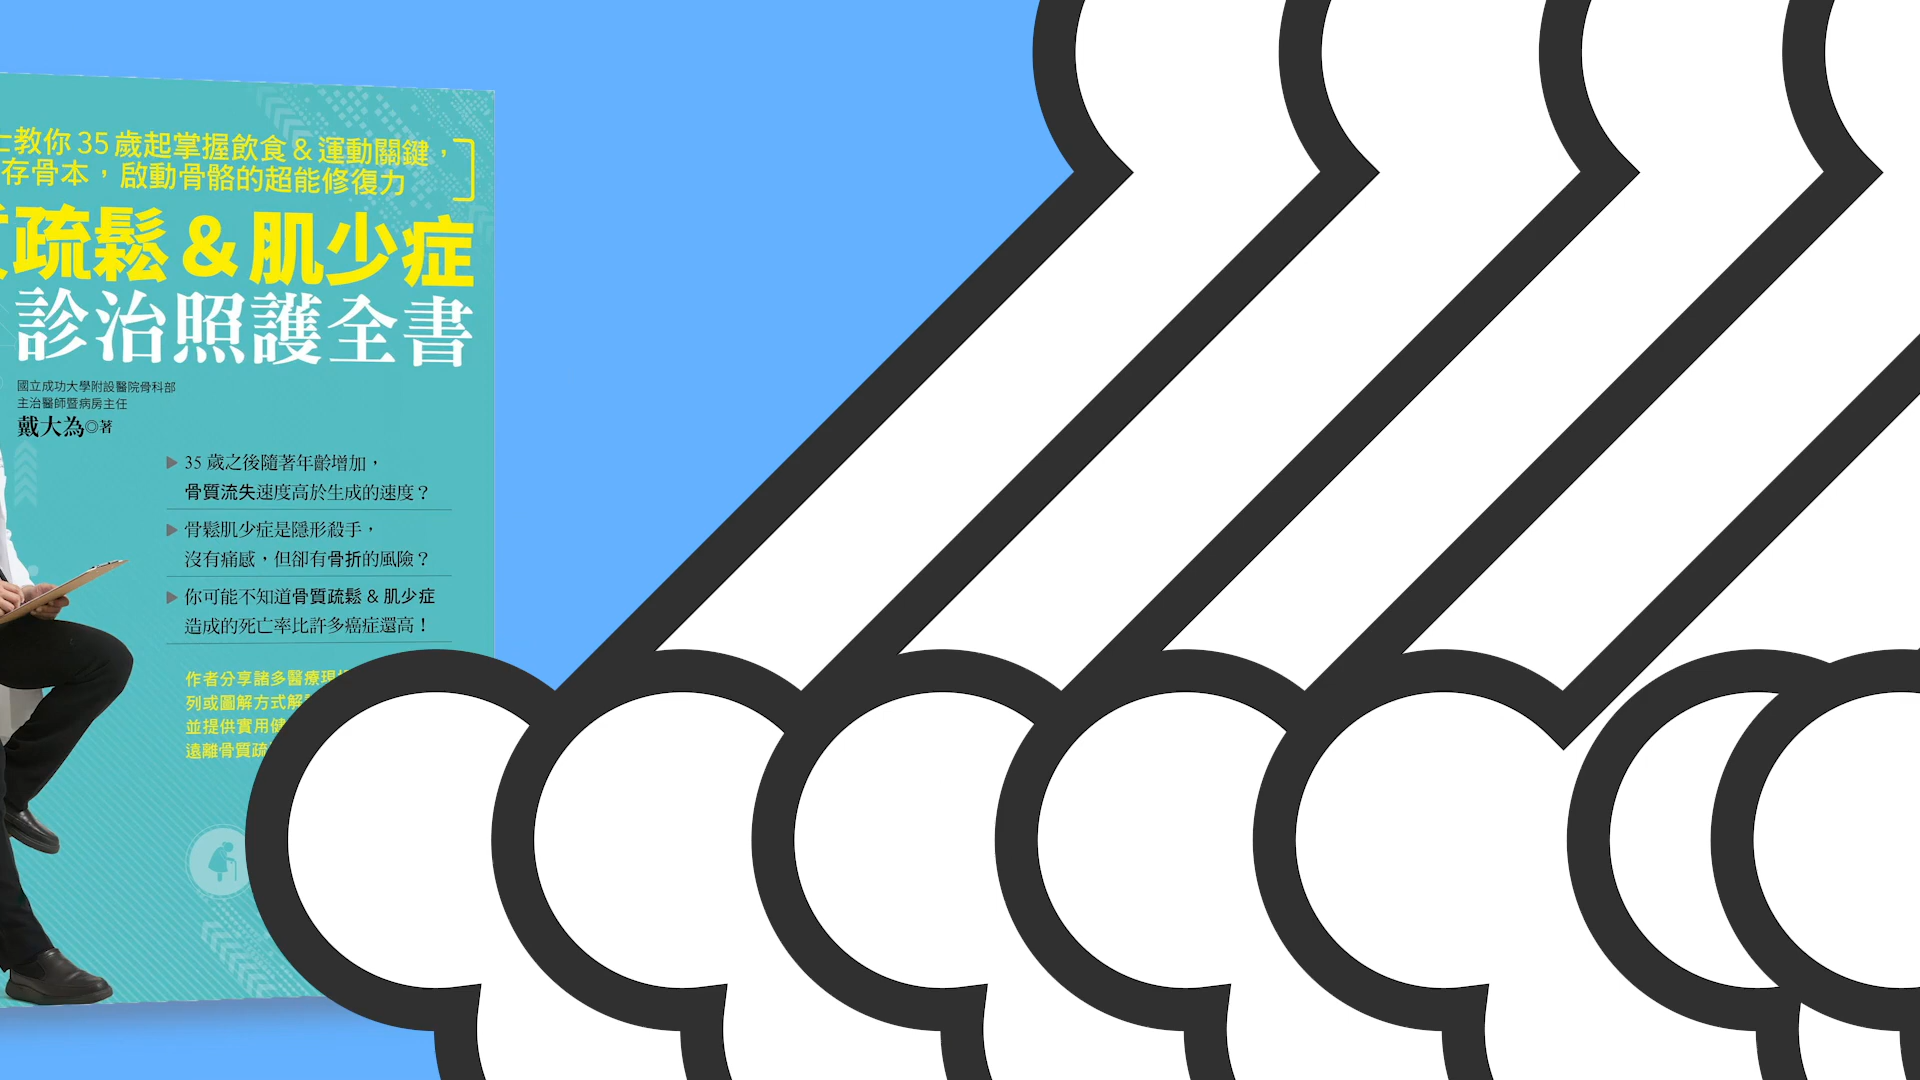 教你35歲起掌握飲食&運動關鍵，
存骨本，啟動骨骼的超能修復力
疏鬆&肌少症
診治照護全書
國立成功大學附設醫院骨科部
主治醫師暨病房主任
戴大為◎著
35 歲之後隨著年齡增加，
骨質流失速度高於生成的速度？
骨鬆肌少症是隱形殺手，
沒有痛感，但卻有骨折的風險？
你可能不知道骨質疏鬆 & 肌少症
造成的死亡率比許多癌症還高！
作者分享諸多醫療現
列或圖解方式解
並提供實用
遠離骨質疏